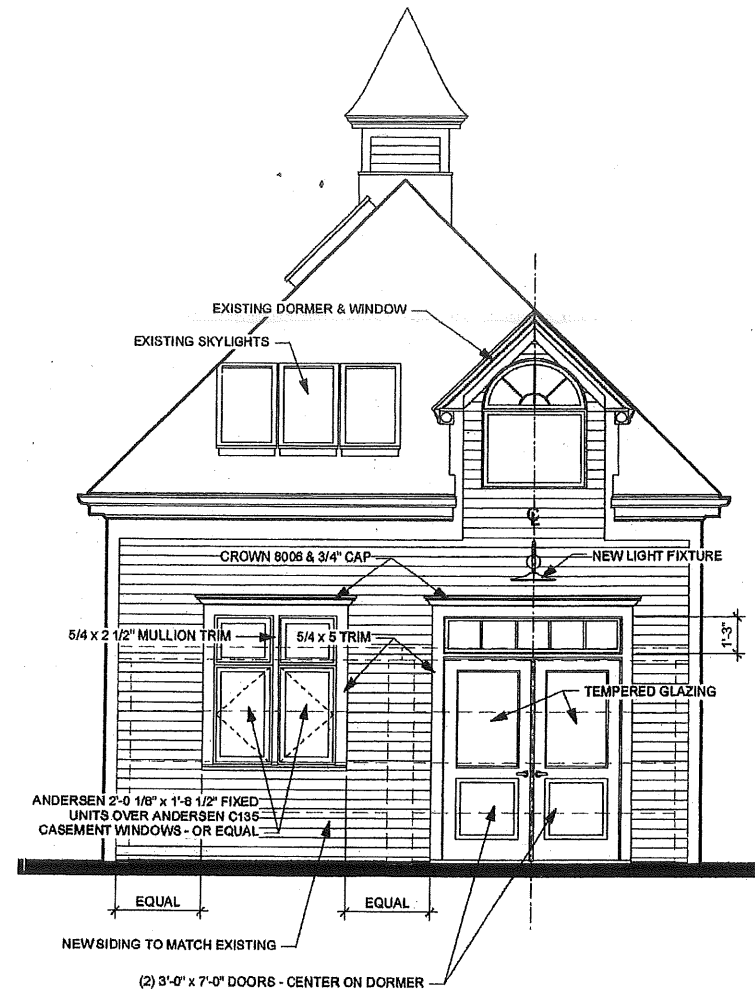 EXISTING DORMER & WINDOW
EXISTING SKYLIGHTS
CROWN 8006 & 3/4" CAP
NEW LIGHT FIXTURE
5/4 x 2 1/2" MULLION TRIM
5/4 x 5 TRIM
1'-3"
TEMPERED GLAZING
ANDERSEN 2'-0 1/8" x 1'-8 1/2" FIXED
UNITS OVER ANDERSEN C135
CASEMENT WINDOWS - OR EQUAL
EQUAL
EQUAL
NEW SIDING TO MATCH EXISTING
(2) 3'-0" x 7'-0" DOORS - CENTER ON DORMER